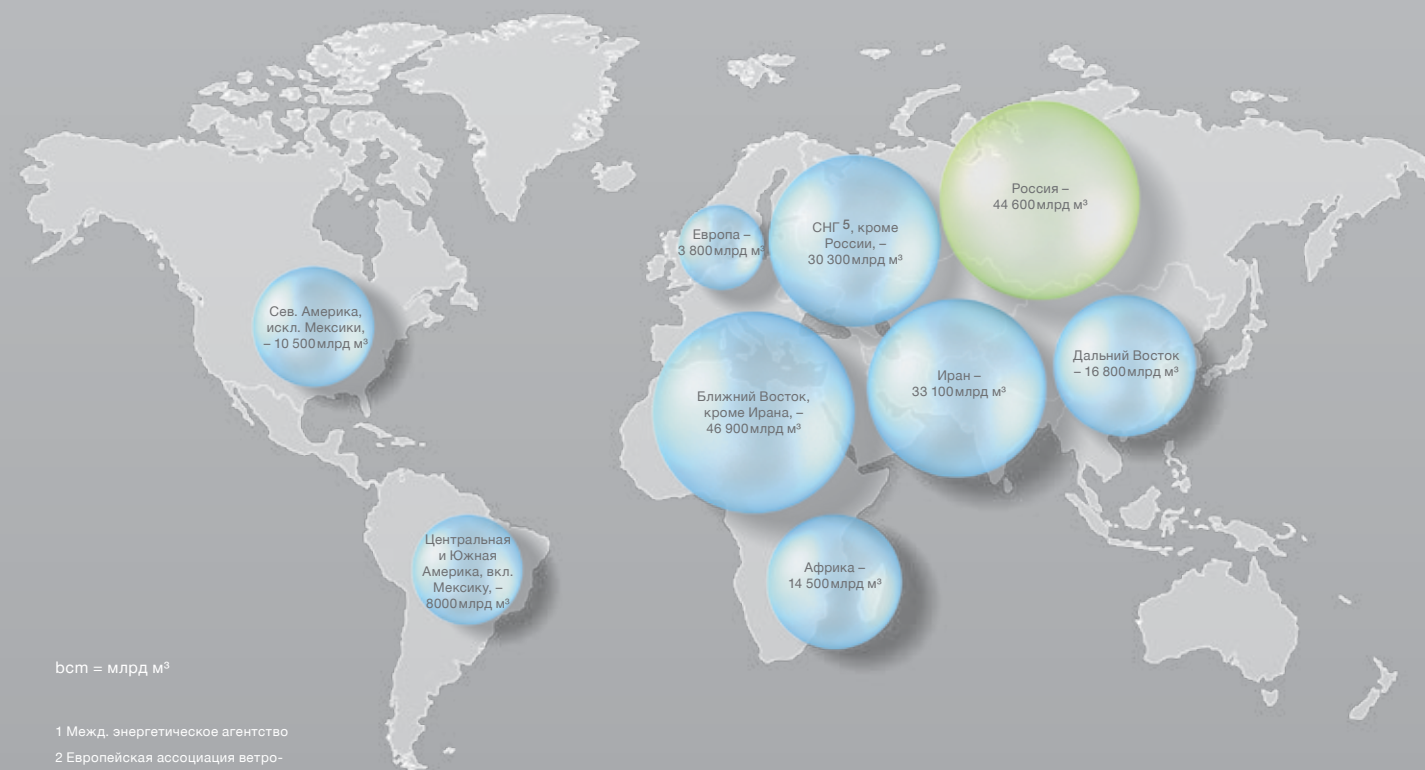 Россия –
44 600 млрд м³
СНГ 5, кроме
России, –
30 300 млрд м³
Европа –
3 800 млрд м³
Сев. Америка,
искл. Мексики,
– 10 500 млрд м³
Ближний Восток,
кроме Ирана, –
46 900 млрд м³
Иран –
33 100 млрд м³
Дальний Восток
– 16 800 млрд м³
Центральная
и Южная
Америка, вкл.
Мексику, –
8000 млрд м³
Африка –
14 500 млрд м³
bcm = млрд м³
1 Межд. энергетическое агентство
2 Европейская ассоциация ветро-